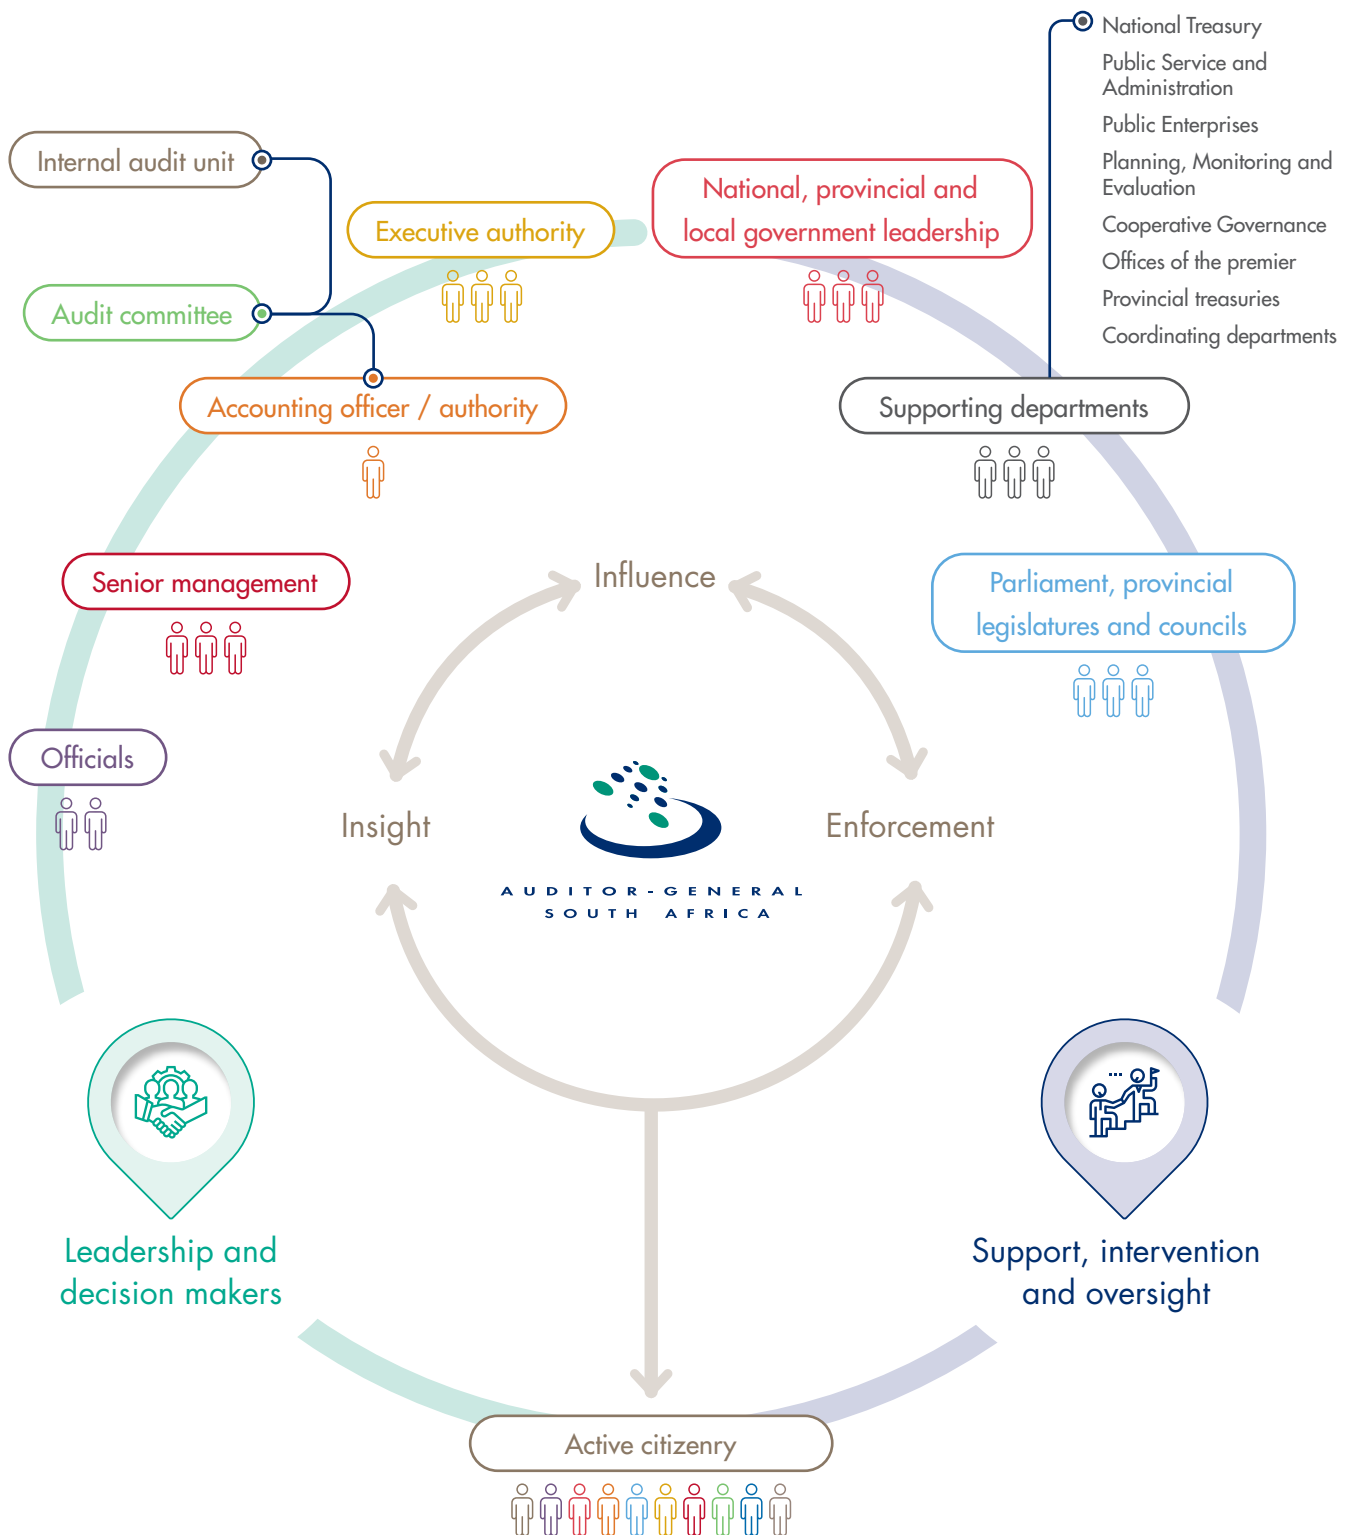 National Treasury
Public Service and
Administration
Public Enterprises
Planning, Monitoring and
Evaluation
Cooperative Governance
Offices of the premier
Provincial treasuries
Coordinating departments
Internal audit unit
National, provincial and
local government leadership
Executive authority
Audit committee
Accounting officer / authority
Supporting departments
Influence
Senior management
Parliament, provincial
legislatures and councils
Officials
Insight
Enforcement
AUDITOR-GENERAL
SOUTH AFRICA
Leadership and
decision makers
Support, intervention
and oversight
Active citizenry